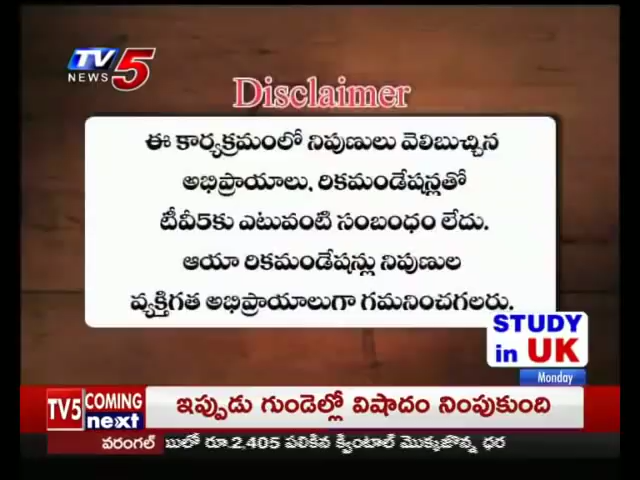 TV5
NEWS
Disclaimer
ఈ కార్యక్రమంలో నిపుణులు వెలిబుచ్చిన
అభిప్రాయాలు, రికమండేషన్లతో
టీవీ5కు ఎటువంటి సంబంధం లేదు.
ఆయా రికమండేషన్లు నిపుణుల
వ్యక్తిగత అభిప్రాయాలుగా గమనించగలరు.
STUDY
in UK
Monday
TV5 COMING next
ఇప్పుడు గుండెల్లో విషాదం నింపుకుంది
వరంగల్ రూ.2,405 పలికిన క్వింటాల్ మొక్కజొన్న ధర